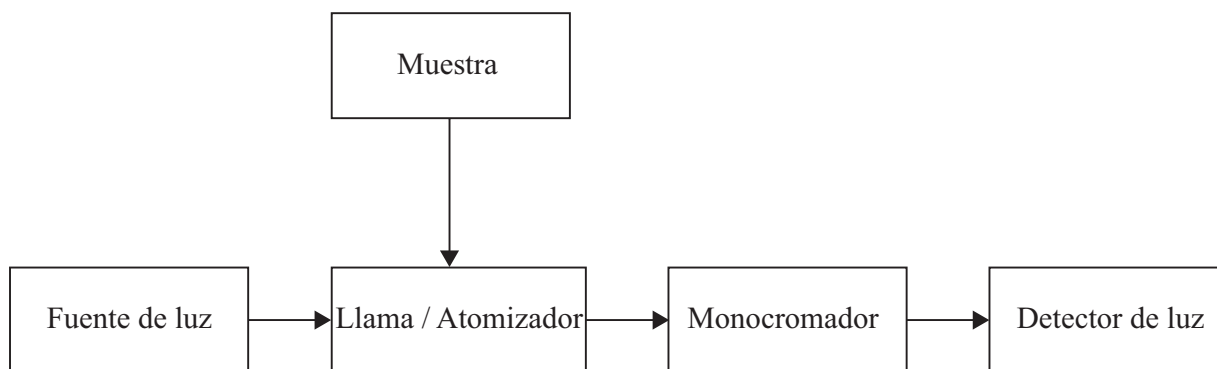 Muestra
Fuente de luz
Llama / Atomizador
Monocromador
Detector de luz